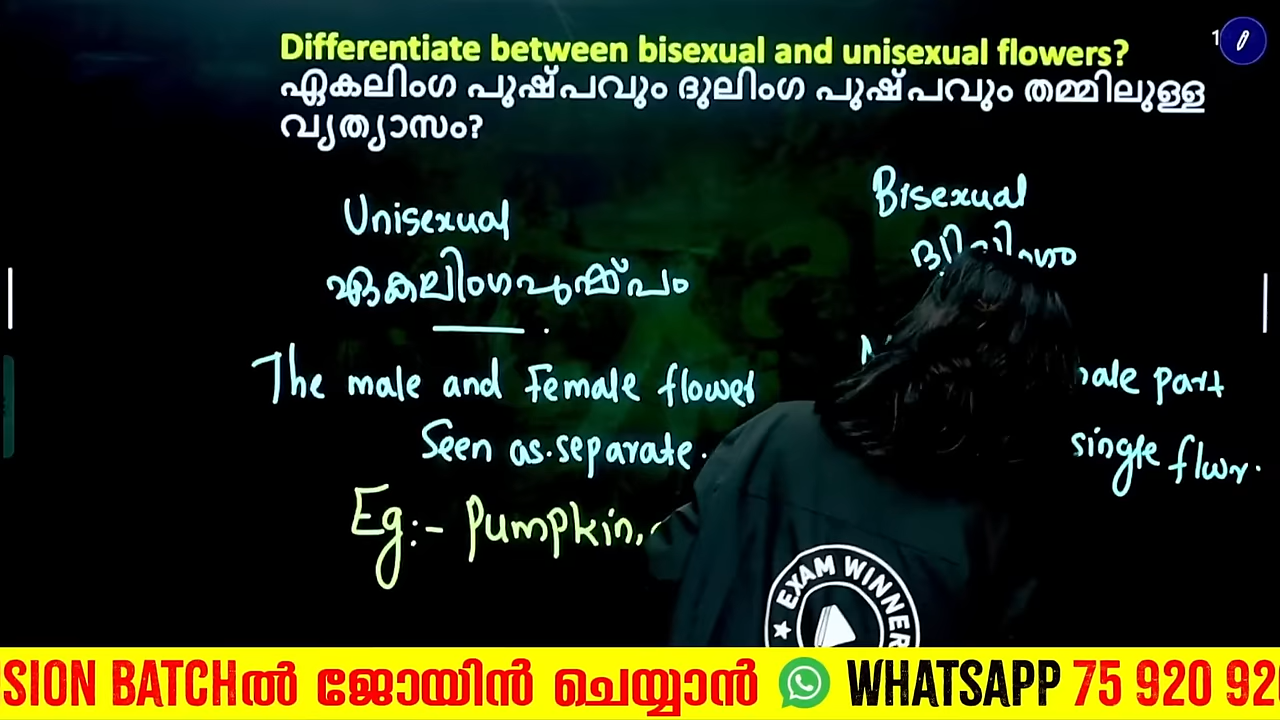 Differentiate between bisexual and unisexual flowers?
1
ഏകലിംഗ പുഷ്പവും ദുലിംഗ പുഷ്പവും തമ്മിലുള്ള
വ്യത്യാസം?
Unisexual
ഏകലിംഗപുഷ്പം
The male and Female flower
Seen as separate.
Eg:- Pumpkin,
Bisexual
male part
single flwr.
EXAM WINNER
SION BATCHൽ ജോയിൻ ചെയ്യാൻ WHATSAPP 75 920 92